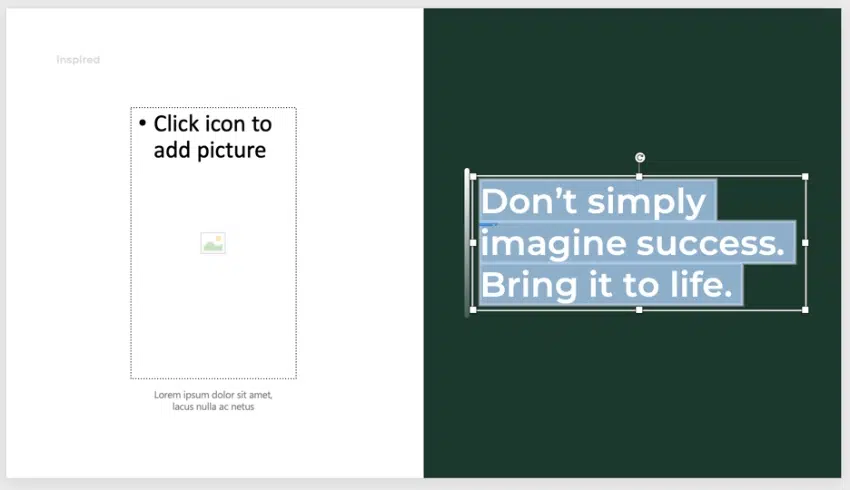 Inspired
• Click icon to
add picture
Lorem ipsum dolor sit amet,
lacus nulla ac netus
Don’t simply
imagine success.
Bring it to life.